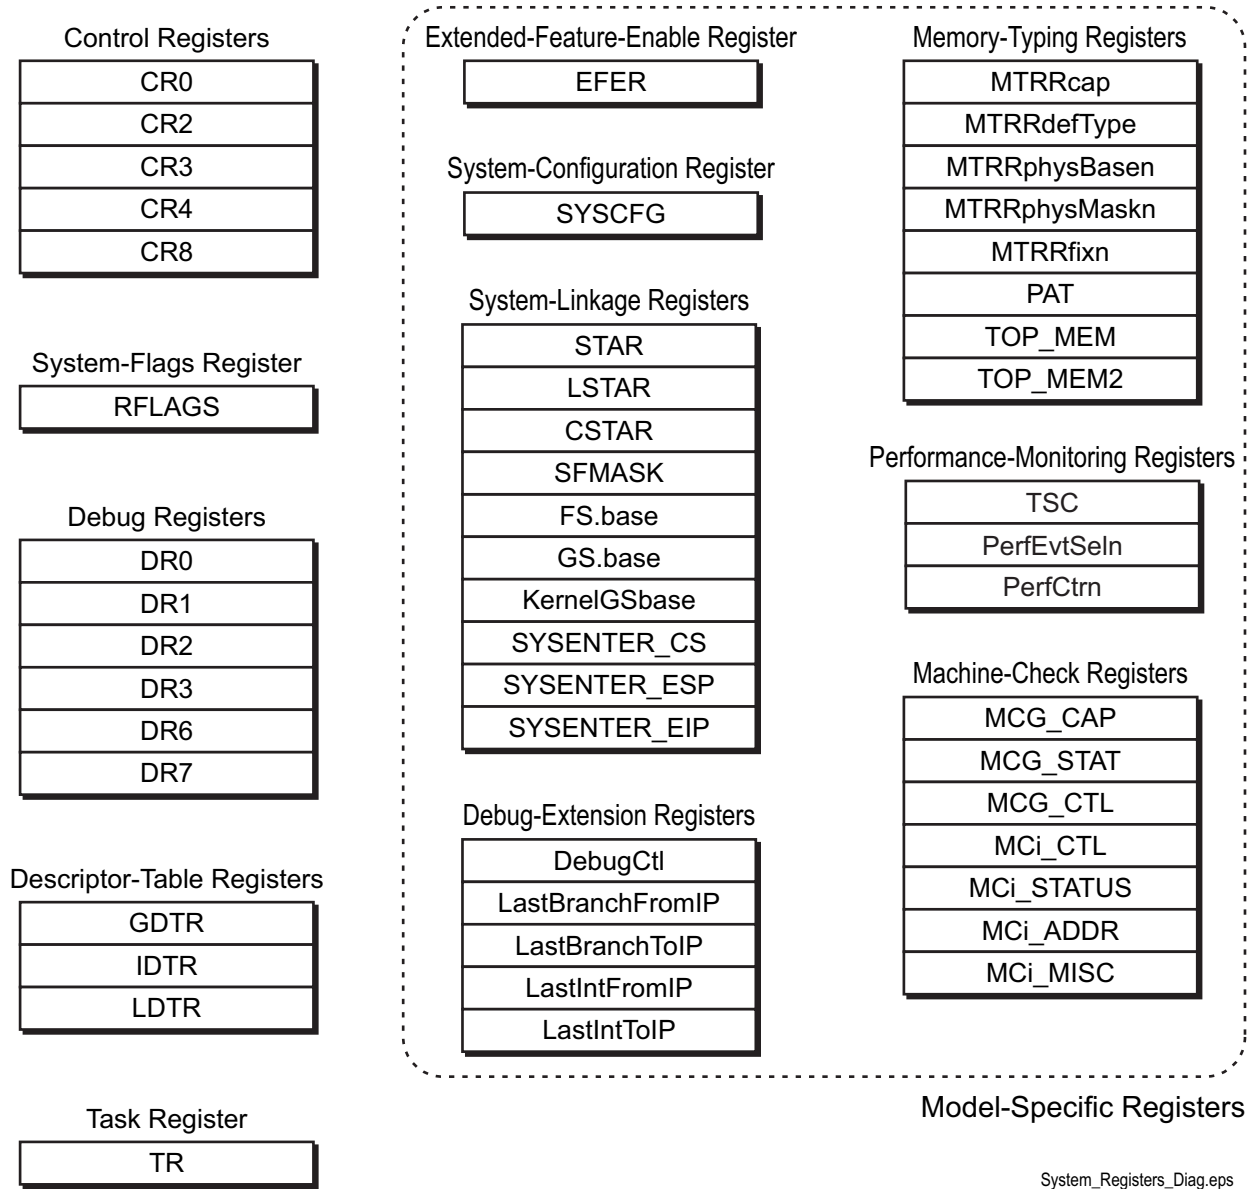 Control Registers
CR0
CR2
CR3
CR4
CR8
System-Flags Register
RFLAGS
Debug Registers
DR0
DR1
DR2
DR3
DR6
DR7
Descriptor-Table Registers
GDTR
IDTR
LDTR
Task Register
TR
Extended-Feature-Enable Register
EFER
System-Configuration Register
SYSCFG
System-Linkage Registers
STAR
LSTAR
CSTAR
SFMASK
FS.base
GS.base
KernelGSbase
SYSENTER_CS
SYSENTER_ESP
SYSENTER_EIP
Debug-Extension Registers
DebugCtl
LastBranchFromIP
LastBranchToIP
LastIntFromIP
LastIntToIP
Memory-Typing Registers
MTRRcap
MTRRdefType
MTRRphysBasen
MTRRphysMaskn
MTRRfixn
PAT
TOP_MEM
TOP_MEM2
Performance-Monitoring Registers
TSC
PerfEvtSeln
PerfCtrn
Machine-Check Registers
MCG_CAP
MCG_STAT
MCG_CTL
MCi_CTL
MCi_STATUS
MCi_ADDR
MCi_MISC
Model-Specific Registers
System_Registers_Diag.eps